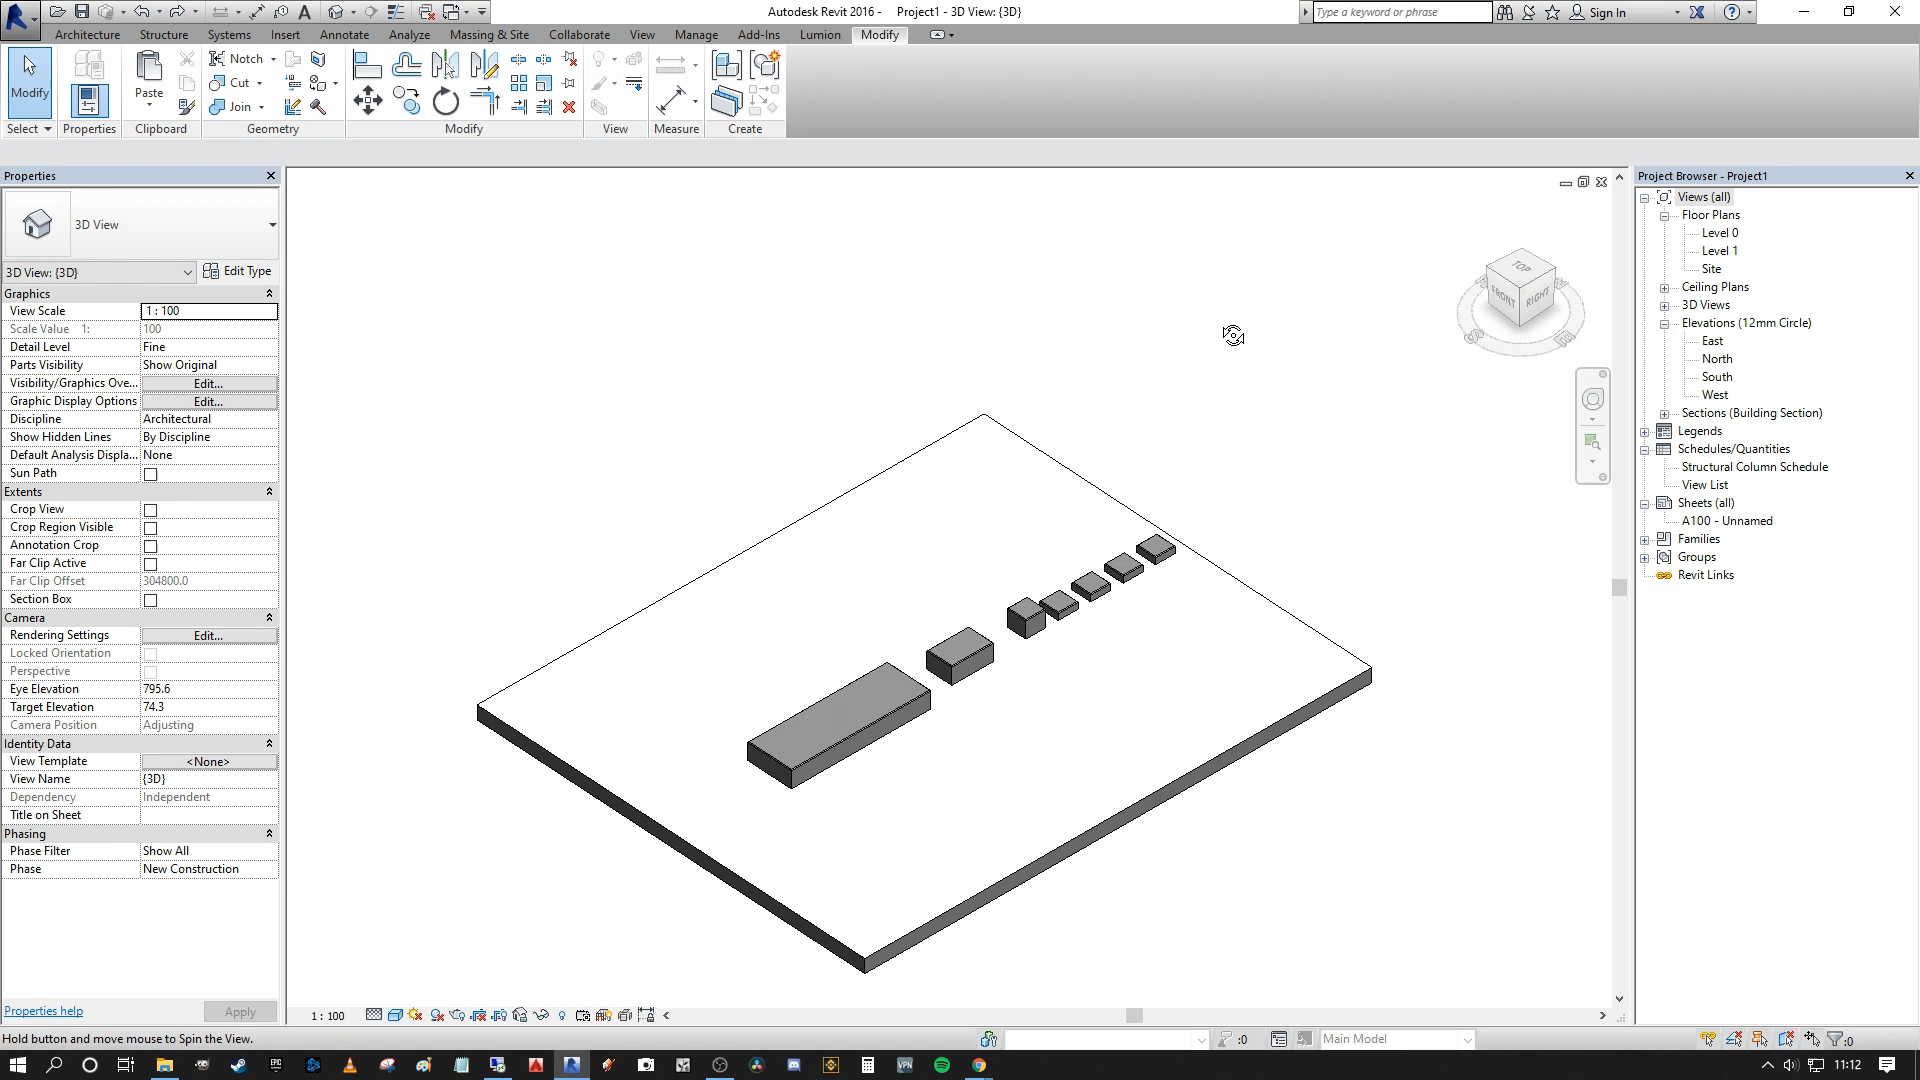 Autodesk Revit 2016 - Project1 - 3D View: {3D}
Type a keyword or phrase
Sign In
Architecture Structure Systems Insert Annotate Analyze Massing & Site Collaborate View Manage Add-Ins Lumion Modify
Modify
Paste
Notch
Cut
Join
Select Properties Clipboard Geometry Modify View Measure Create
Properties
3D View
3D View: {3D}
Edit Type
Graphics
View Scale 1 : 100
Scale Value 1: 100
Detail Level Fine
Parts Visibility Show Original
Visibility/Graphics Ove... Edit...
Graphic Display Options Edit...
Discipline Architectural
Show Hidden Lines By Discipline
Default Analysis Displa... None
Sun Path
Extents
Crop View
Crop Region Visible
Annotation Crop
Far Clip Active
Far Clip Offset 304800.0
Section Box
Camera
Rendering Settings Edit...
Locked Orientation
Perspective
Eye Elevation 795.6
Target Elevation 74.3
Camera Position Adjusting
Identity Data
View Template <None>
View Name {3D}
Dependency Independent
Title on Sheet
Phasing
Phase Filter Show All
Phase New Construction
Properties help
Apply
TOP
FRONT RIGHT
S E
1 : 100
Project Browser - Project1
Views (all)
Floor Plans
Level 0
Level 1
Site
Ceiling Plans
3D Views
Elevations (12mm Circle)
East
North
South
West
Sections (Building Section)
Legends
Schedules/Quantities
Structural Column Schedule
View List
Sheets (all)
A100 - Unnamed
Families
Groups
Revit Links
Hold button and move mouse to Spin the View.
:0
Main Model
:0
EPIC
VPN
11:12